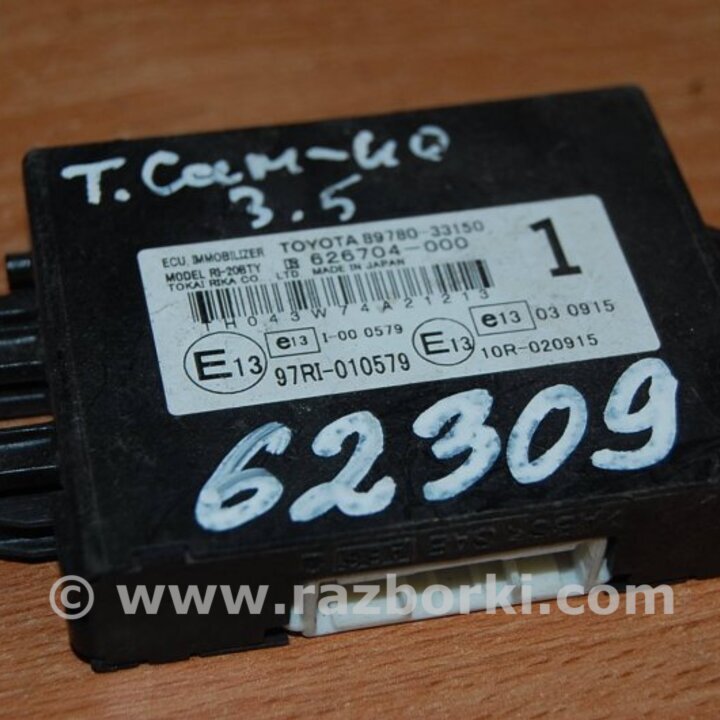 T. Cam-40
3.5
ECU, IMMOBILIZER TOYOTA 89780-33150
MODEL RI-20BTY 626704-000
TOKAI RIKA CO., LTD MADE IN JAPAN
1
TH043W74A21213
E13 e13 I-00 0579 E13 e13 03 0915
97RI-010579 10R-020915
62309
© www.razborki.com